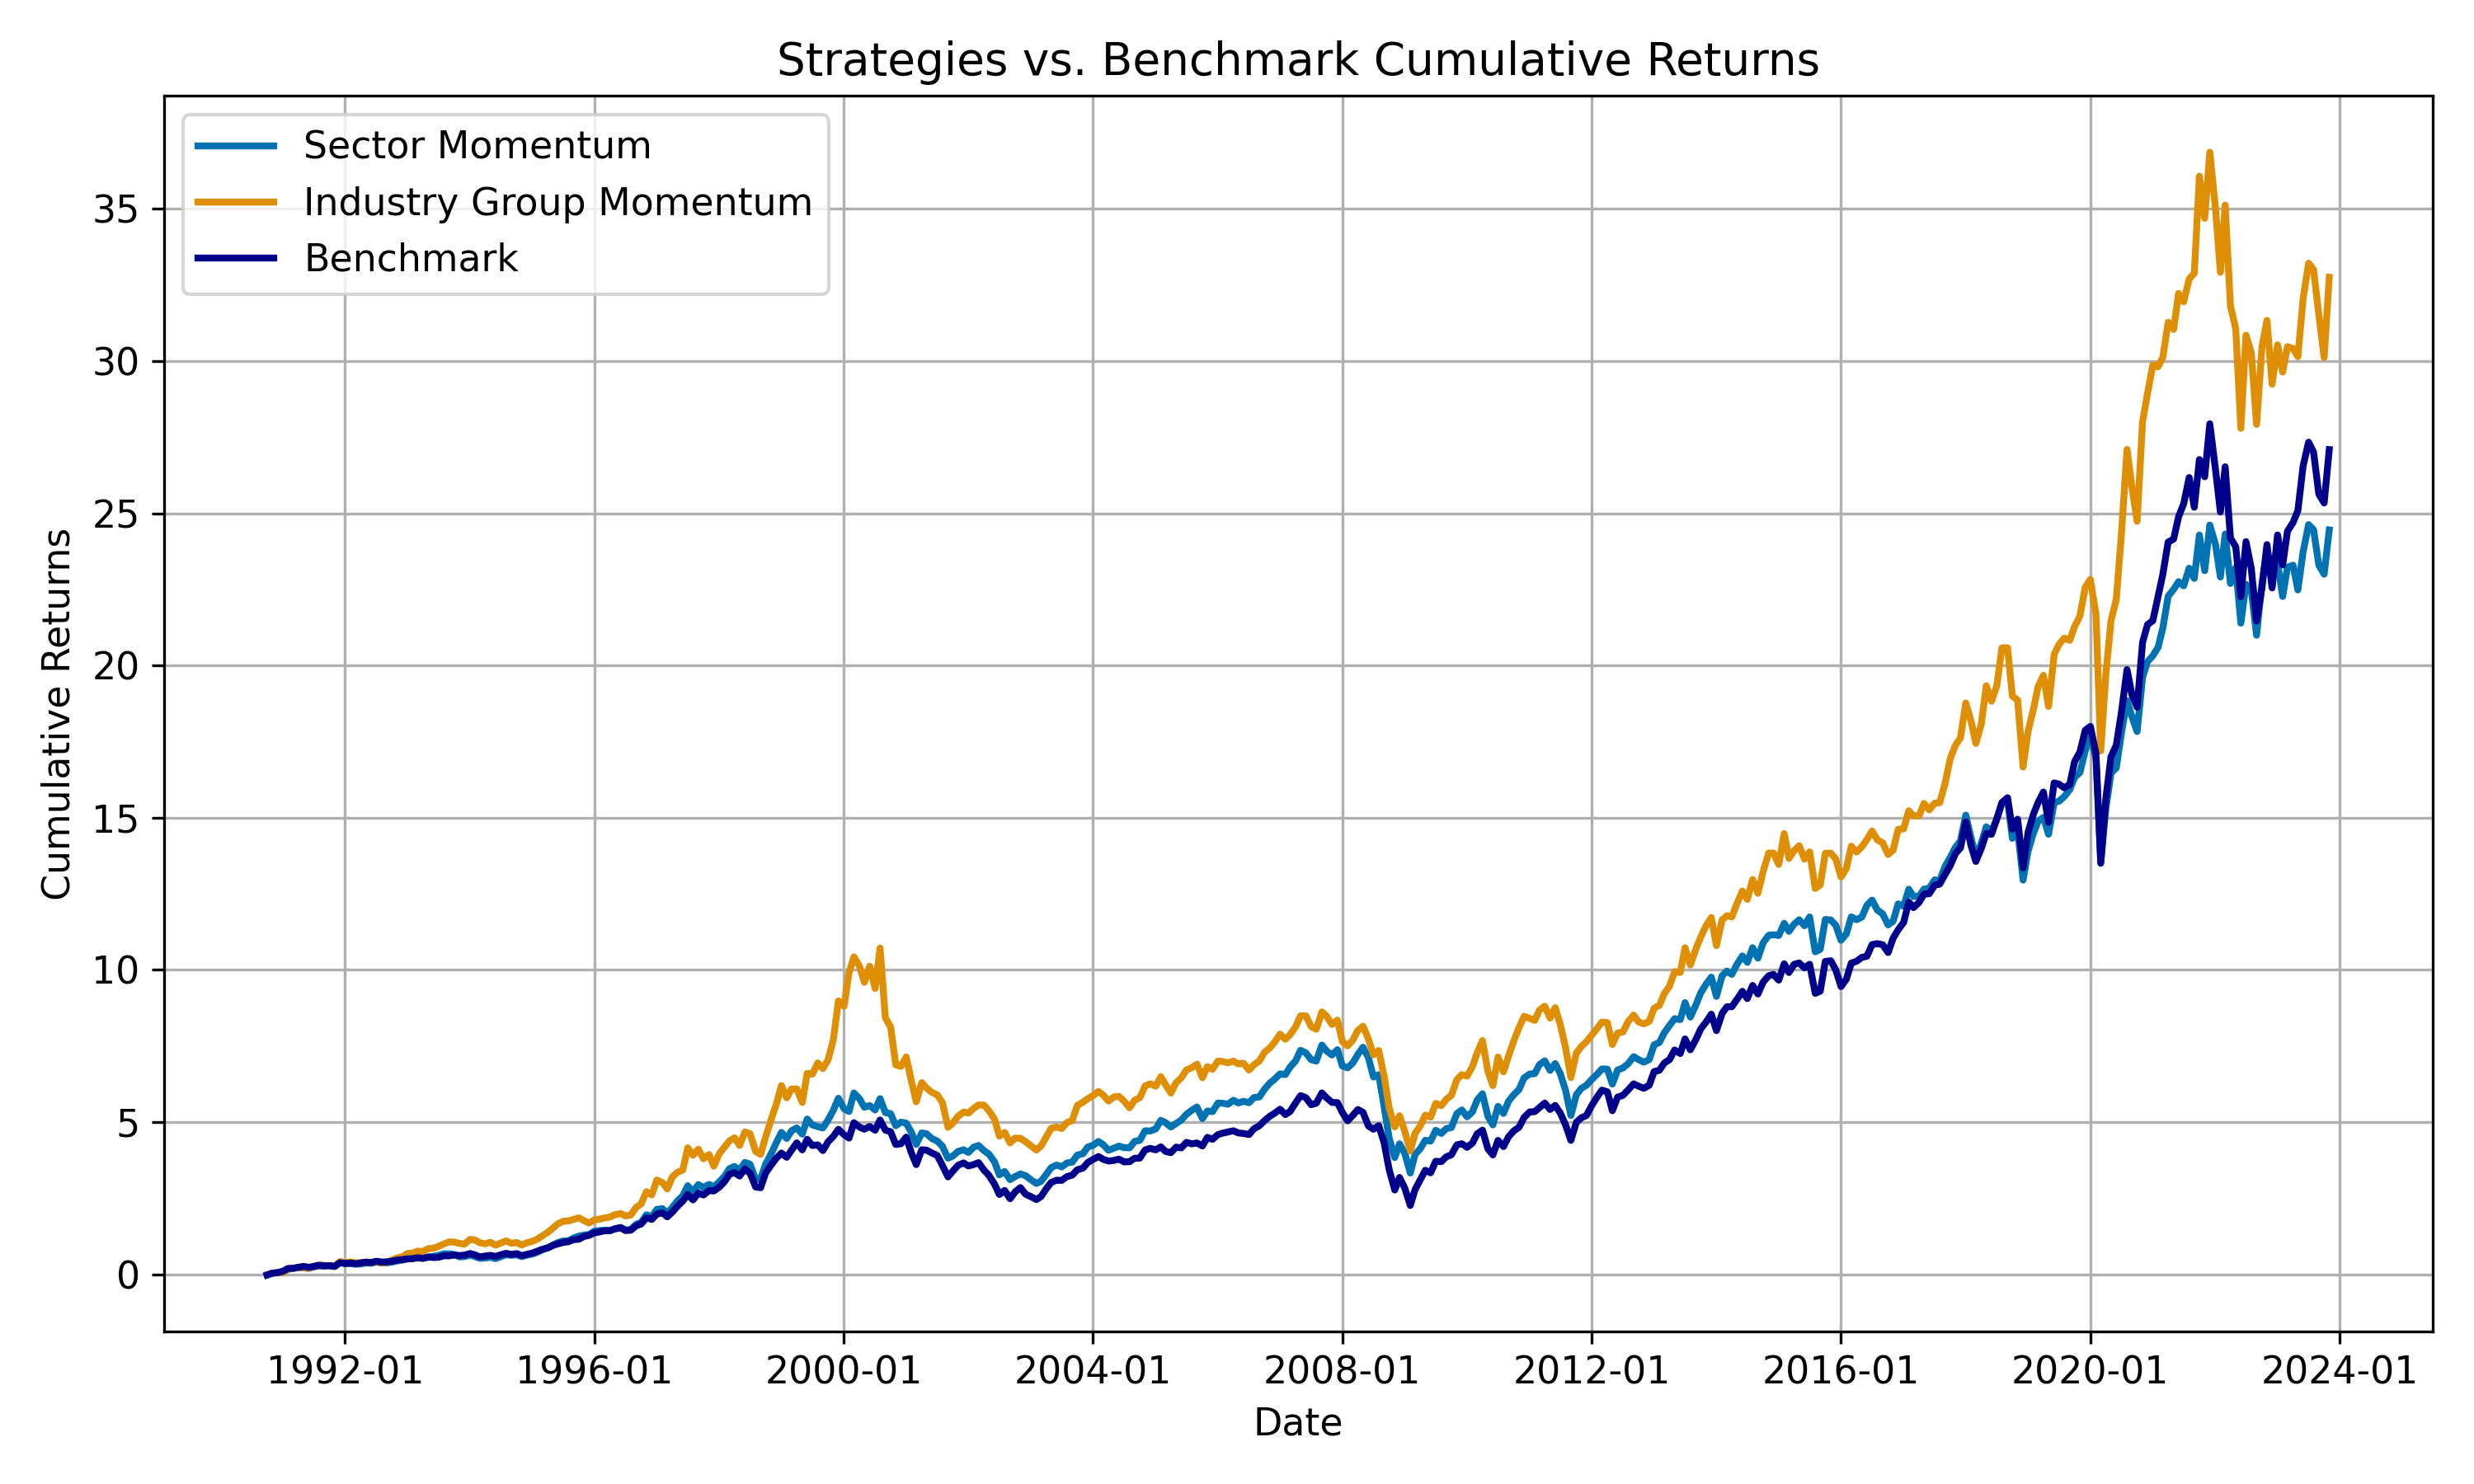 Strategies vs. Benchmark Cumulative Returns
Sector Momentum
Industry Group Momentum
Benchmark
Cumulative Returns
35
30
25
20
15
10
5
0
1992-01
1996-01
2000-01
2004-01
2008-01
2012-01
2016-01
2020-01
2024-01
Date